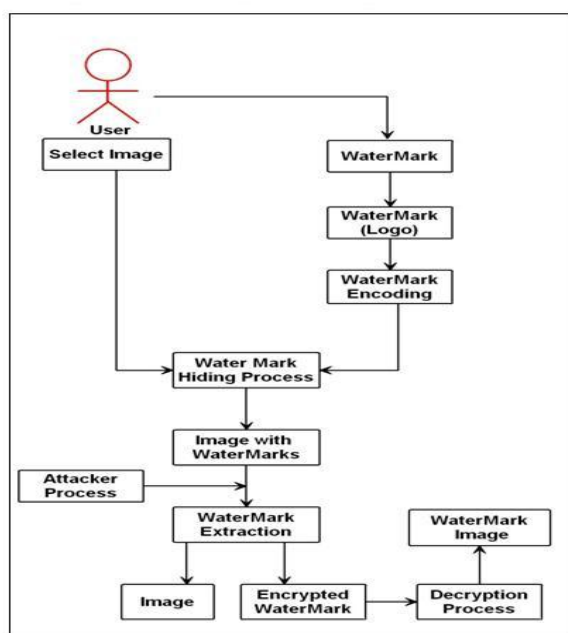 User
Select Image
WaterMark
WaterMark
(Logo)
WaterMark
Encoding
Water Mark
Hiding Process
Image with
WaterMarks
Attacker
Process
WaterMark
Extraction
WaterMark
Image
Image
Encrypted
WaterMark
Decryption
Process